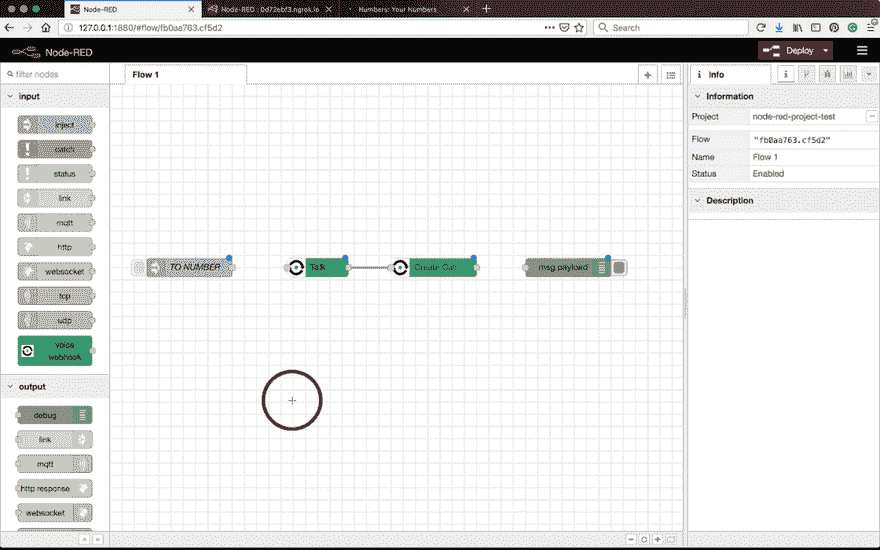 Node-RED
Node-RED : 0d72ebf3.ngrok.io
Numbers: Your Numbers
127.0.0.1:1880/#flow/fb0aa763.cf5d2
Search
Node-RED
Deploy
filter nodes
Flow 1
info
input
inject
catch
status
link
mqtt
http
websocket
tcp
udp
voice
webhook
output
debug
link
mqtt
http response
websocket
TO NUMBER
Talk
Create Call
msg.payload
Information
Project node-red-project-test
Flow "fb0aa763.cf5d2"
Name Flow 1
Status Enabled
Description